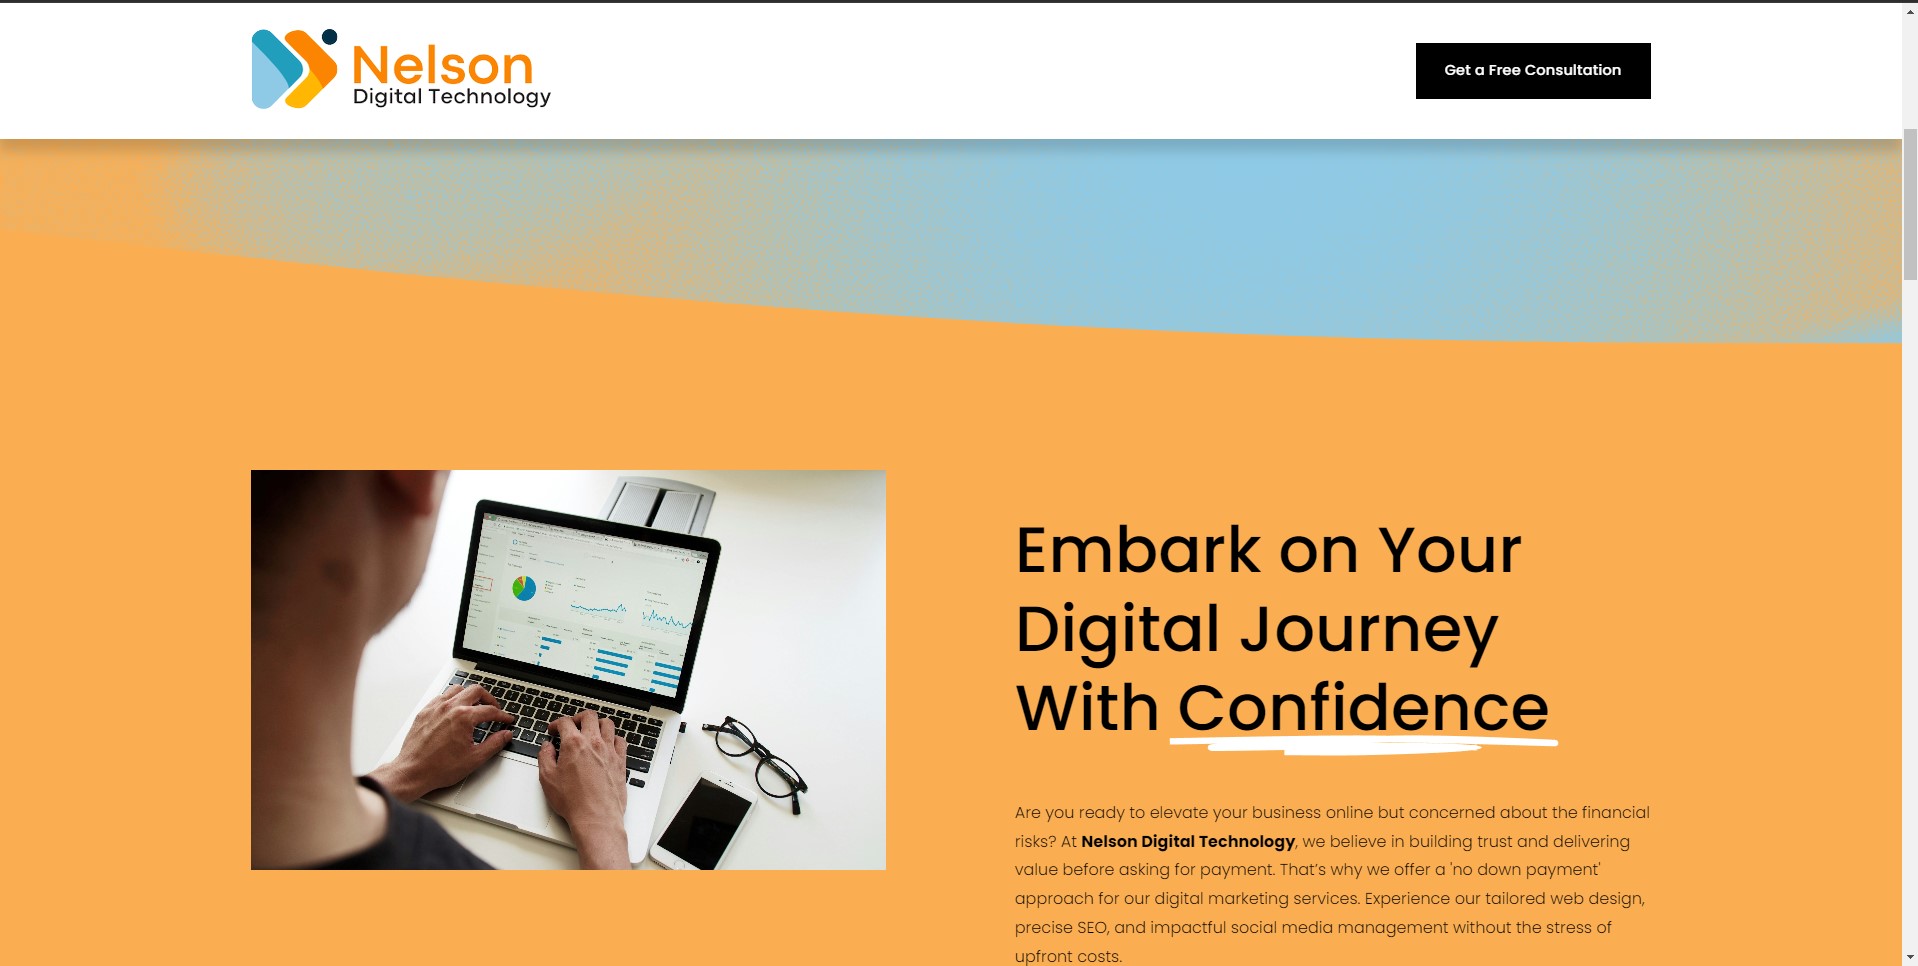 Nelson
Digital Technology
Get a Free Consultation
Embark on Your
Digital Journey
With Confidence
Are you ready to elevate your business online but concerned about the financial
risks? At Nelson Digital Technology, we believe in building trust and delivering
value before asking for payment. That’s why we offer a 'no down payment'
approach for our digital marketing services. Experience our tailored web design,
precise SEO, and impactful social media management without the stress of
upfront costs.